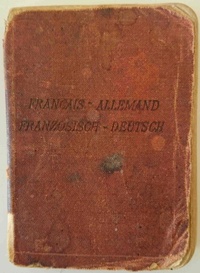 FRANÇAIS - ALLEMAND
FRANZÖSISCH - DEUTSCH